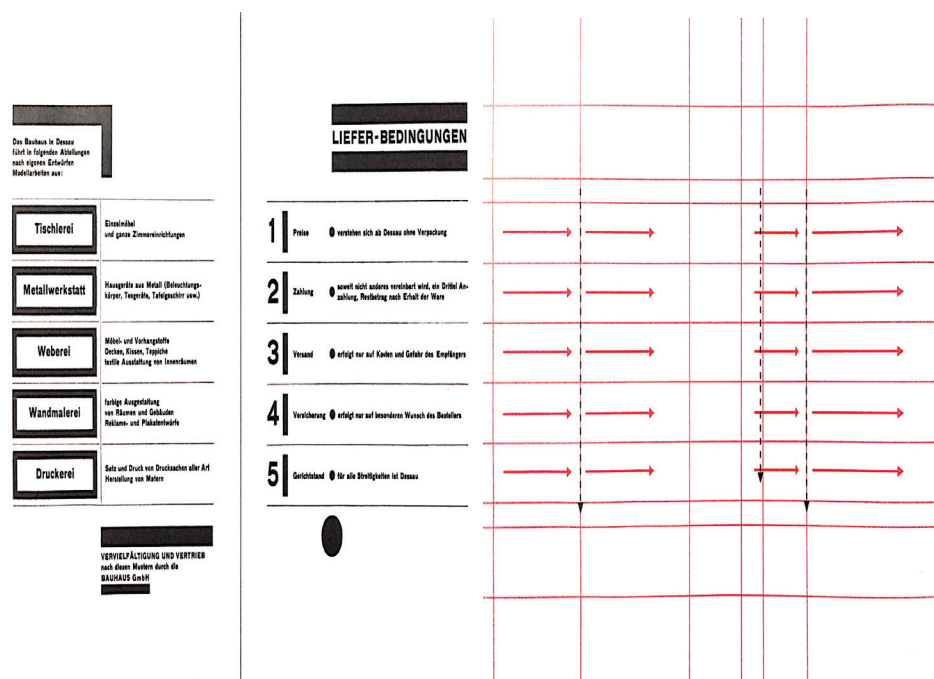 Das Bauhaus in Dessau
führt in folgenden Abteilungen
nach eigenen Entwürfen
Modellarbeiten aus:
Tischlerei
Einzelmöbel
und ganze Zimmereinrichtungen
Metallwerkstatt
Hausgeräte aus Metall (Beleuchtungs-
körper, Teegeräte, Tafelgeschirr usw.)
Weberei
Möbel- und Vorhangstoffe
Decken, Kissen, Teppiche
textile Ausstattung von Innenräumen
Wandmalerei
farbige Ausgestaltung
von Räumen und Gebäuden
Reklame- und Plakatentwürfe
Druckerei
Satz und Druck von Drucksachen aller Art
Herstellung von Matern
VERVIELFÄLTIGUNG UND VERTRIEB
nach diesen Mustern durch die
BAUHAUS GmbH
LIEFER-BEDINGUNGEN
1 Preise ● verstehen sich ab Dessau ohne Verpackung
2 Zahlung ● soweit nicht anderes vereinbart wird, ein Drittel An-
zahlung, Restbetrag nach Erhalt der Ware
3 Versand ● erfolgt nur auf Kosten und Gefahr des Empfängers
4 Versicherung ● erfolgt nur auf besonderen Wunsch des Bestellers
5 Gerichtstand ● für alle Streitigkeiten ist Dessau